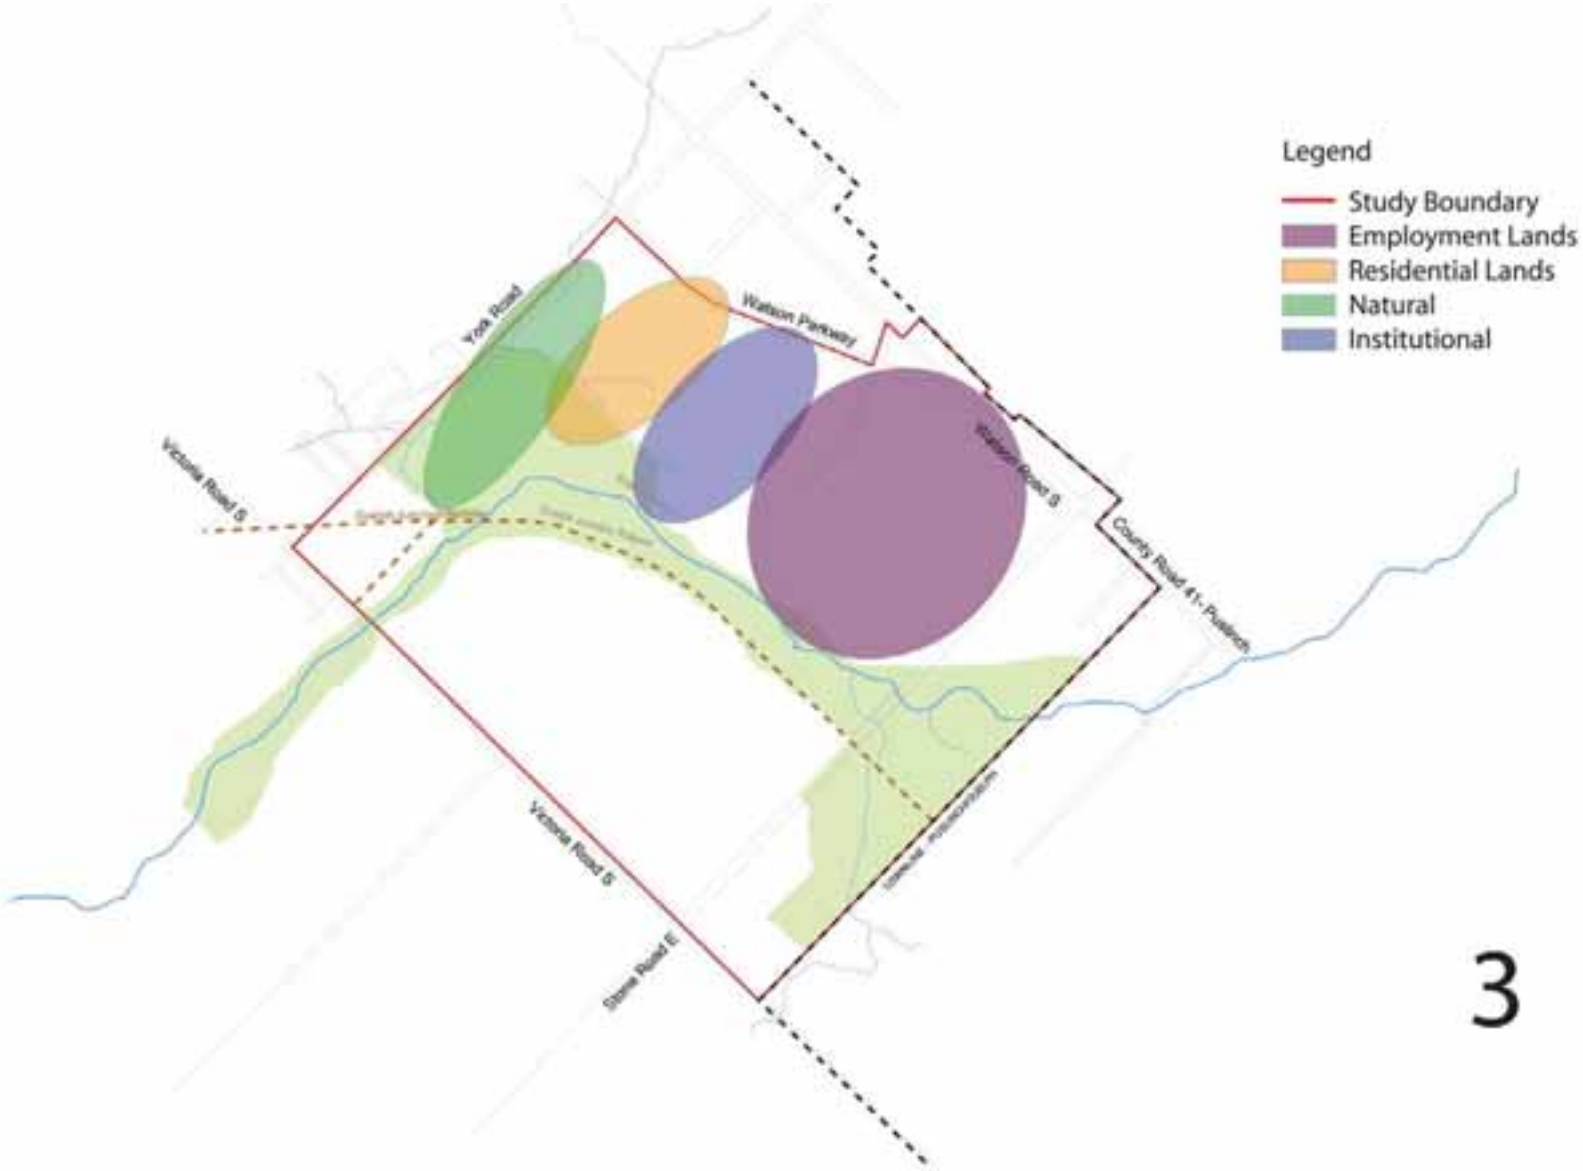 Legend
Study Boundary
Employment Lands
Residential Lands
Natural
Institutional
York Road
Watson Parkway
Victoria Road S
Watson Road S
County Road 41- Puslinch
Victoria Road S
Stone Road E
3